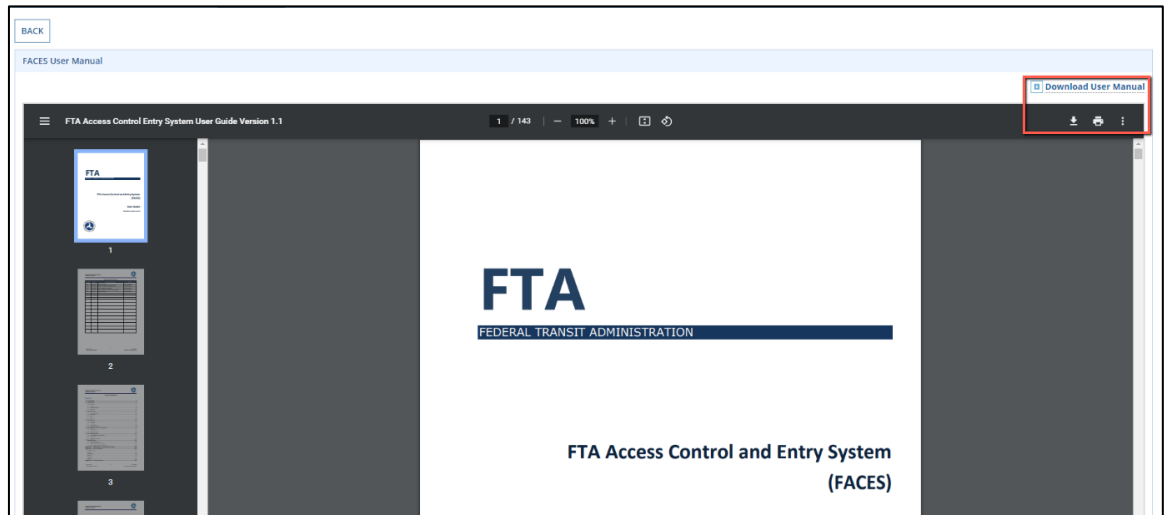 BACK
FACES User Manual
Download User Manual
FTA Access Control Entry System User Guide Version 1.1
1 / 143
100%
FTA
1
2
3
FTA
FEDERAL TRANSIT ADMINISTRATION
FTA Access Control and Entry System
(FACES)